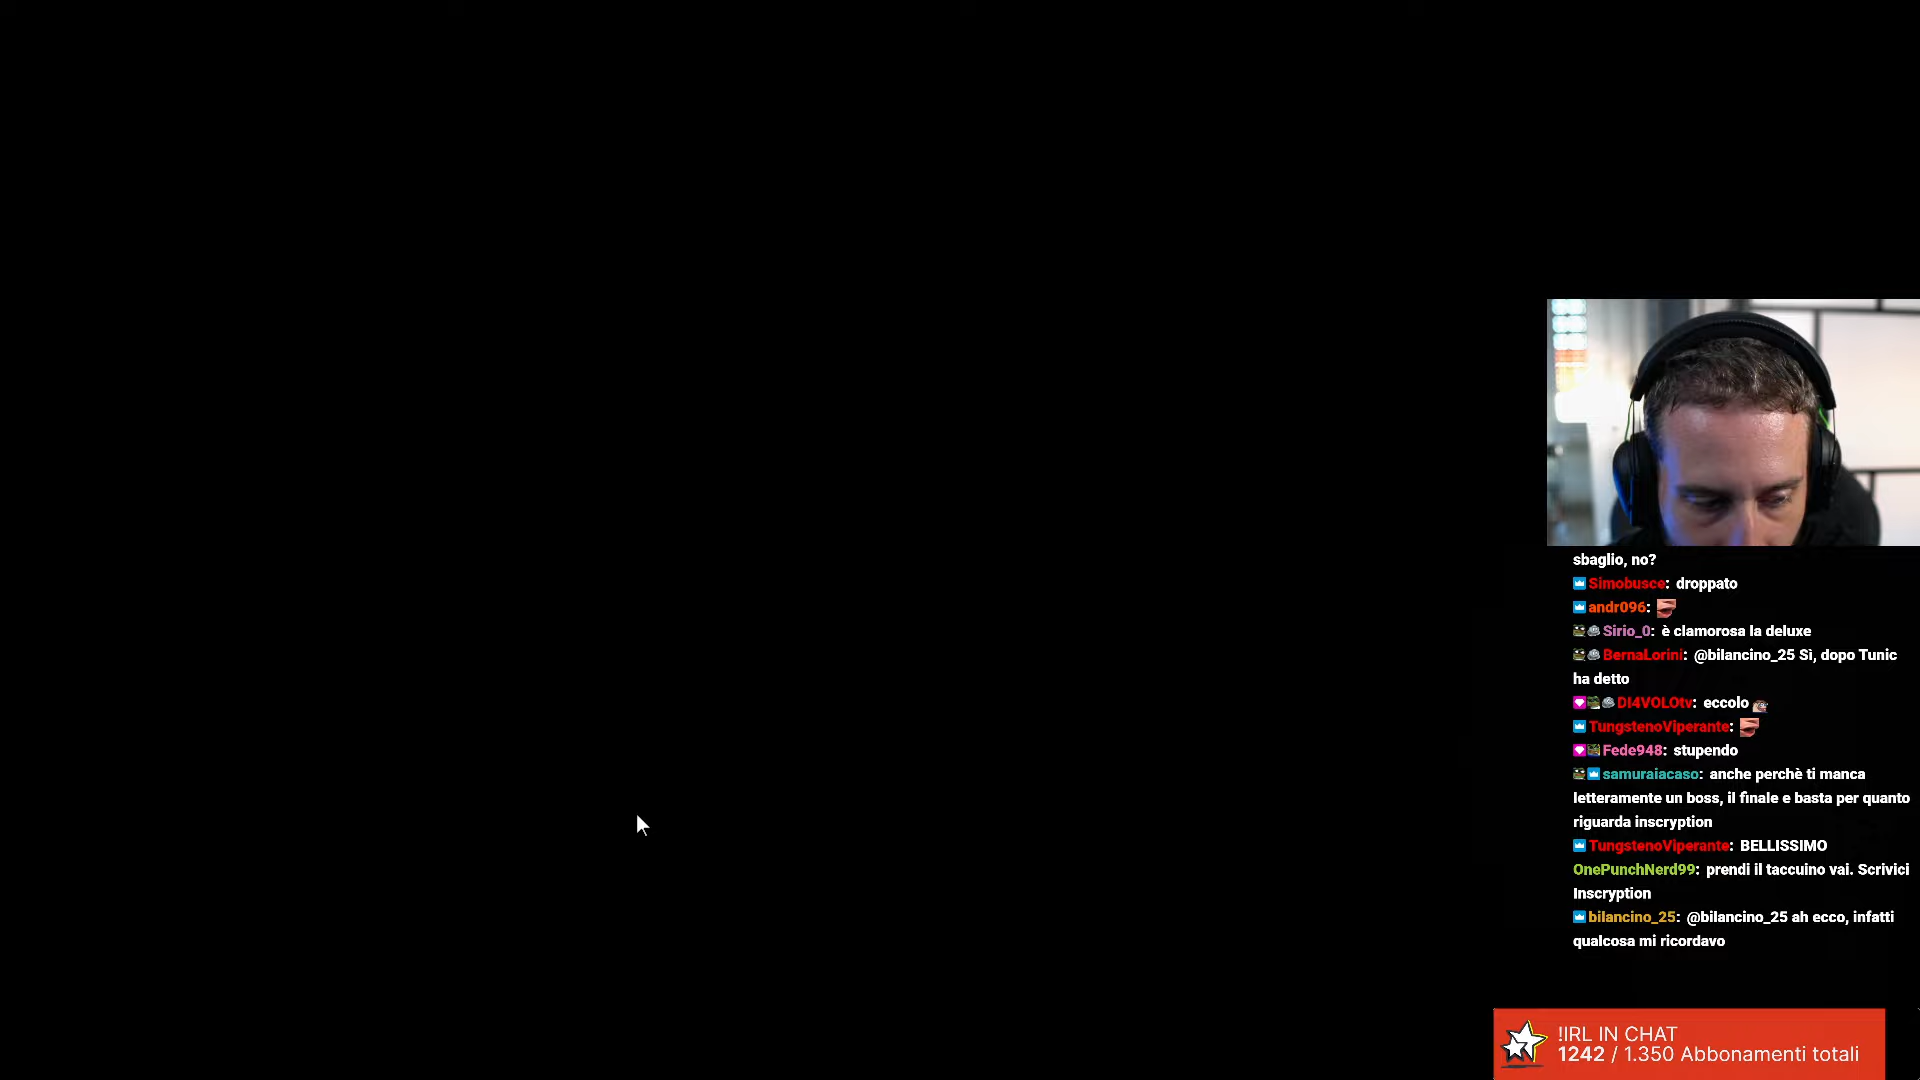 sbaglio, no?
Simobusce: droppato
andr096:
Sirio_0: è clamorosa la deluxe
BernaLorini: @bilancino_25 Sì, dopo Tunic
ha detto
DI4VOLOtv: eccolo
TungstenoViperante:
Fede948: stupendo
samuraiacaso: anche perchè ti manca
letteramente un boss, il finale e basta per quanto
riguarda inscryption
TungstenoViperante: BELLISSIMO
OnePunchNerd99: prendi il taccuino vai. Scrivici
Inscryption
bilancino_25: @bilancino_25 ah ecco, infatti
qualcosa mi ricordavo
!IRL IN CHAT
1242 / 1.350 Abbonamenti totali